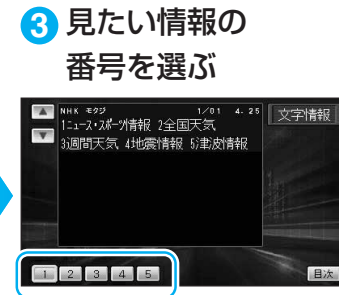 3 見たい情報の
番号を選ぶ
▲ NHK モジ 1/01 4.25 文字情報
▼ 1ニュース・スポーツ情報 2全国天気
3週間天気 4地震情報 5津波情報
1 2 3 4 5 目次